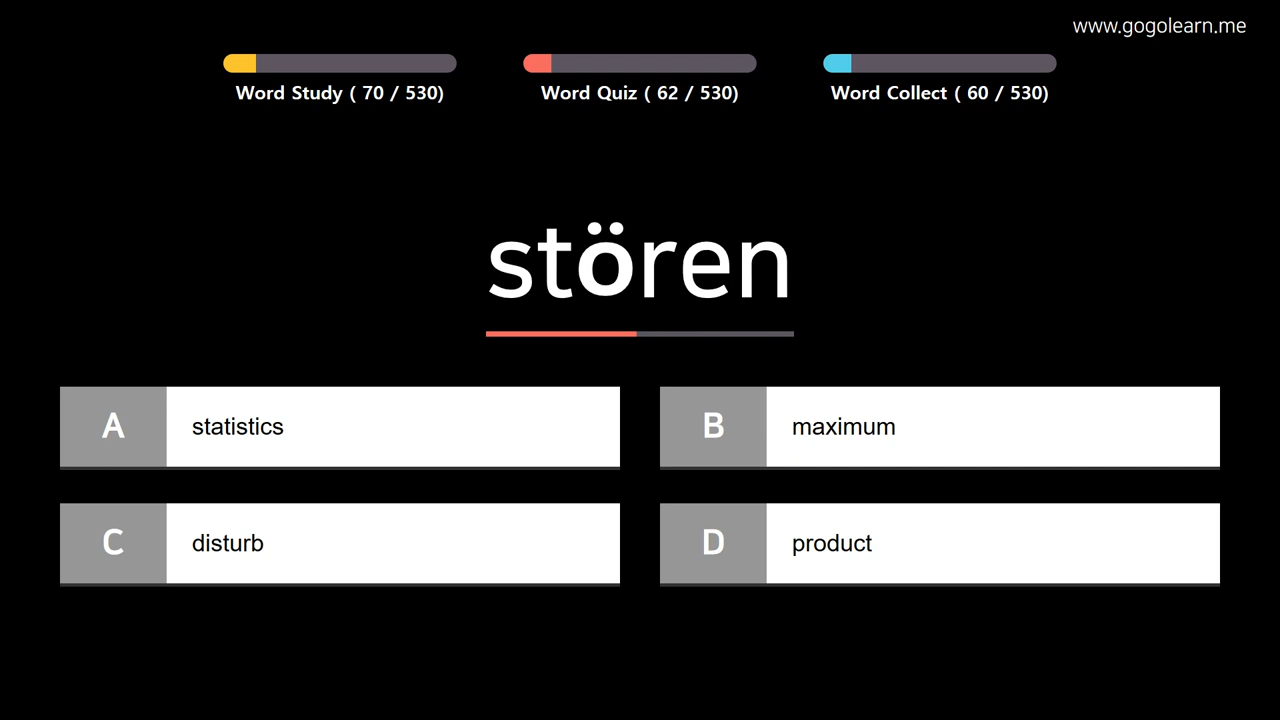 www.gogolearn.me
Word Study ( 70 / 530)
Word Quiz ( 62 / 530)
Word Collect ( 60 / 530)
stören
A statistics
B maximum
C disturb
D product